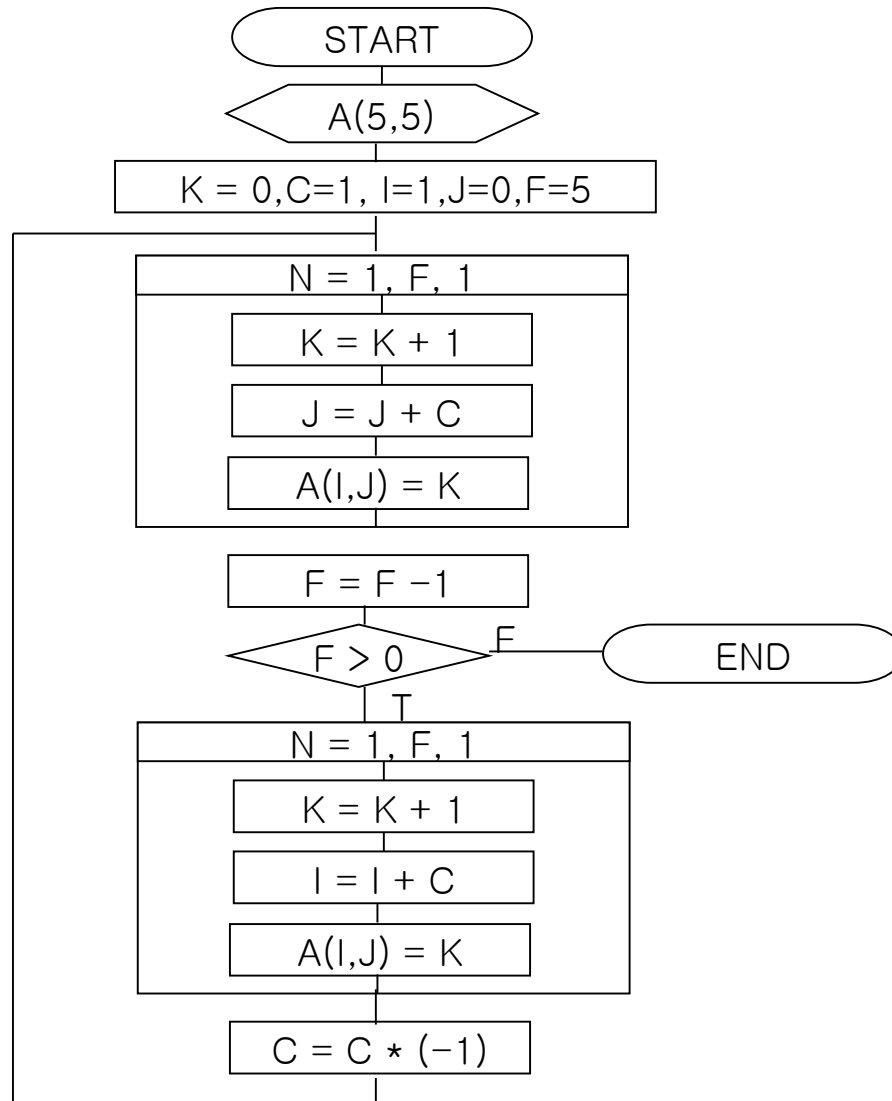 START
A(5,5)
K = 0,C=1, I=1,J=0,F=5
N = 1, F, 1
K = K + 1
J = J + C
A(I,J) = K
F = F -1
F > 0
F
END
T
N = 1, F, 1
K = K + 1
I = I + C
A(I,J) = K
C = C * (-1)